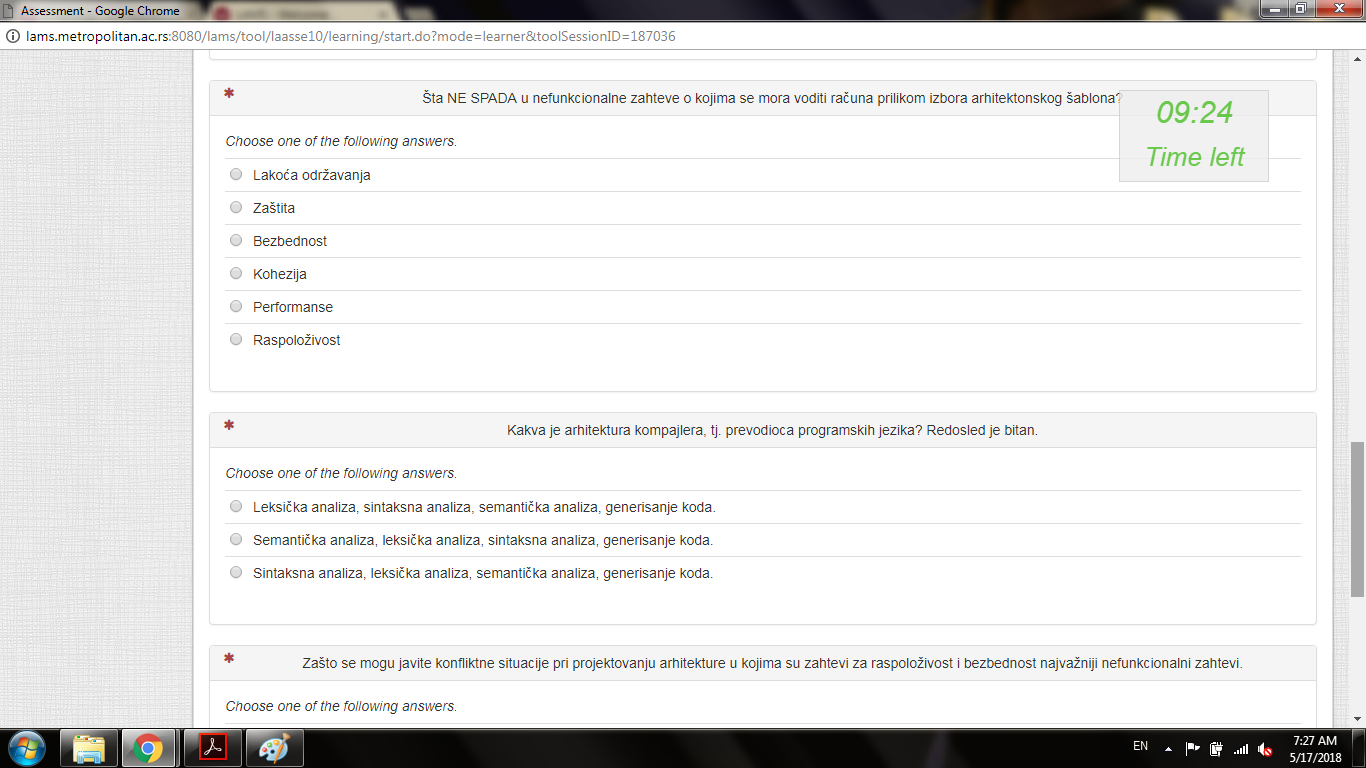 Assessment - Google Chrome
lams.metropolitan.ac.rs:8080/lams/tool/laasse10/learning/start.do?mode=learner&toolSessionID=187036
Šta NE SPADA u nefunkcionalne zahteve o kojima se mora voditi računa prilikom izbora arhitektonskog šablona?
09:24
Time left
Choose one of the following answers.
Lakoća održavanja
Zaštita
Bezbednost
Kohezija
Performanse
Raspoloživost
Kakva je arhitektura kompajlera, tj. prevodioca programskih jezika? Redosled je bitan.
Choose one of the following answers.
Leksička analiza, sintaksna analiza, semantička analiza, generisanje koda.
Semantička analiza, leksička analiza, sintaksna analiza, generisanje koda.
Sintaksna analiza, leksička analiza, semantička analiza, generisanje koda.
Zašto se mogu javite konfliktne situacije pri projektovanju arhitekture u kojima su zahtevi za raspoloživost i bezbednost najvažniji nefunkcionalni zahtevi.
Choose one of the following answers.
EN
7:27 AM
5/17/2018